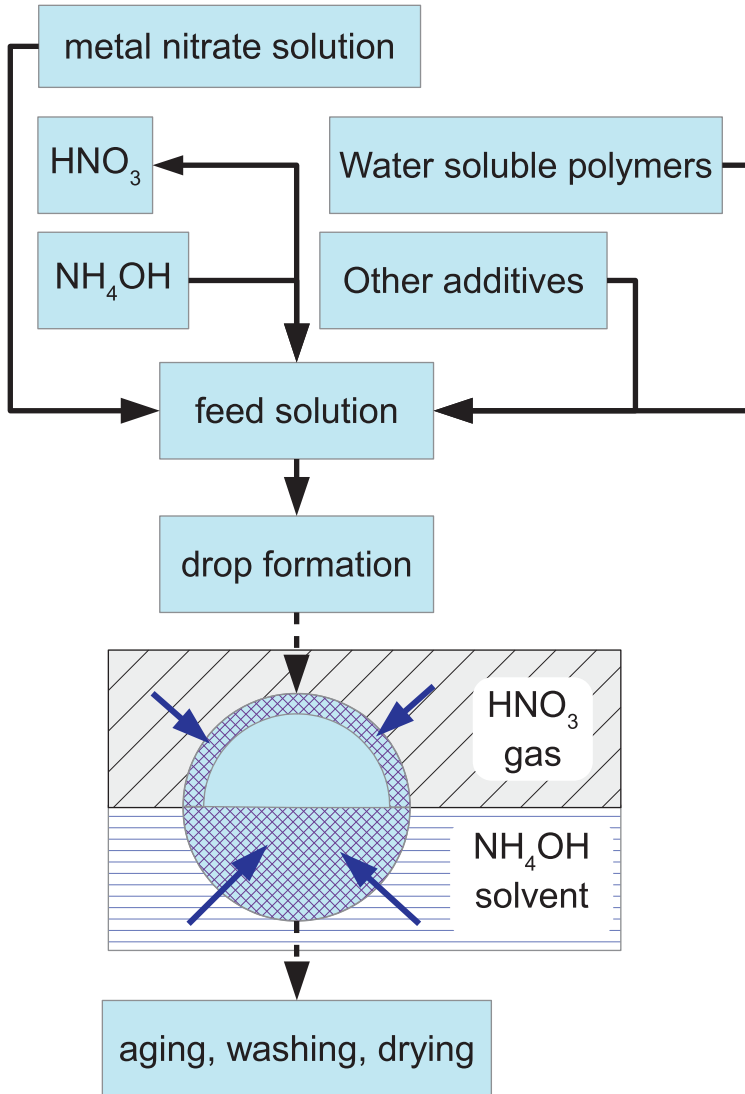 metal nitrate solution
HNO₃
Water soluble polymers
NH₄OH
Other additives
feed solution
drop formation
HNO₃
gas
NH₄OH
solvent
aging, washing, drying